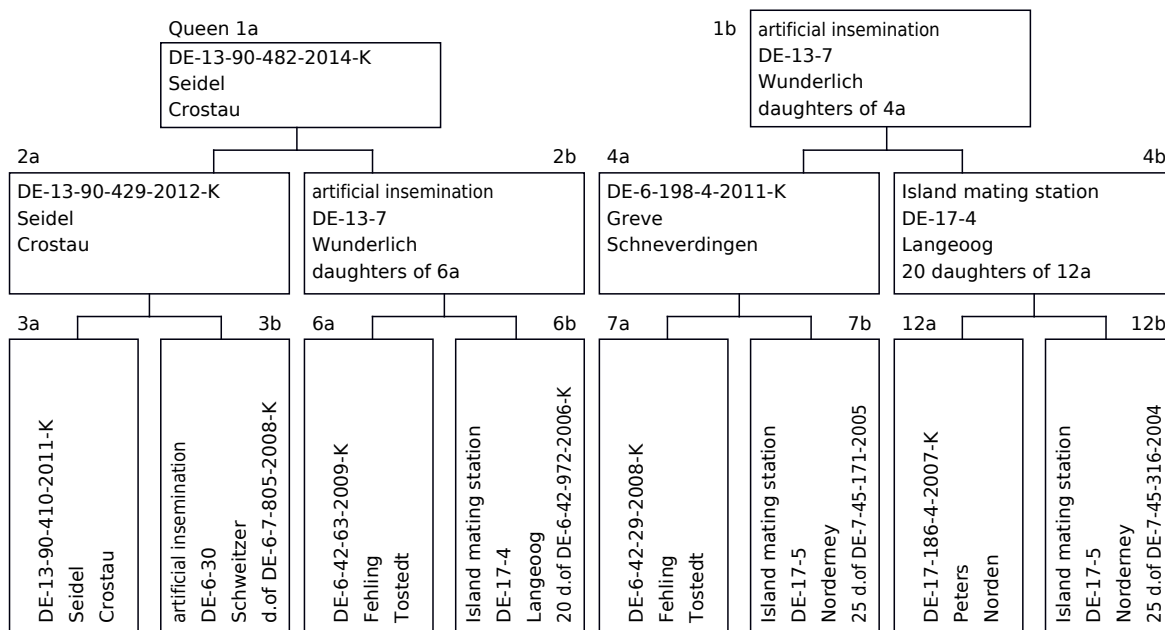 Queen 1a
DE-13-90-482-2014-K
Seidel
Crostau
1b
artificial insemination
DE-13-7
Wunderlich
daughters of 4a
2a
DE-13-90-429-2012-K
Seidel
Crostau
2b
artificial insemination
DE-13-7
Wunderlich
daughters of 6a
4a
DE-6-198-4-2011-K
Greve
Schneverdingen
4b
Island mating station
DE-17-4
Langeoog
20 daughters of 12a
3a
DE-13-90-410-2011-K
Seidel
Crostau
3b
artificial insemination
DE-6-30
Schweitzer
d.of DE-6-7-805-2008-K
6a
DE-6-42-63-2009-K
Fehling
Tostedt
6b
Island mating station
DE-17-4
Langeoog
20 d.of DE-6-42-972-2006-K
7a
DE-6-42-29-2008-K
Fehling
Tostedt
7b
Island mating station
DE-17-5
Norderney
25 d.of DE-7-45-171-2005
12a
DE-17-186-4-2007-K
Peters
Norden
12b
Island mating station
DE-17-5
Norderney
25 d.of DE-7-45-316-2004